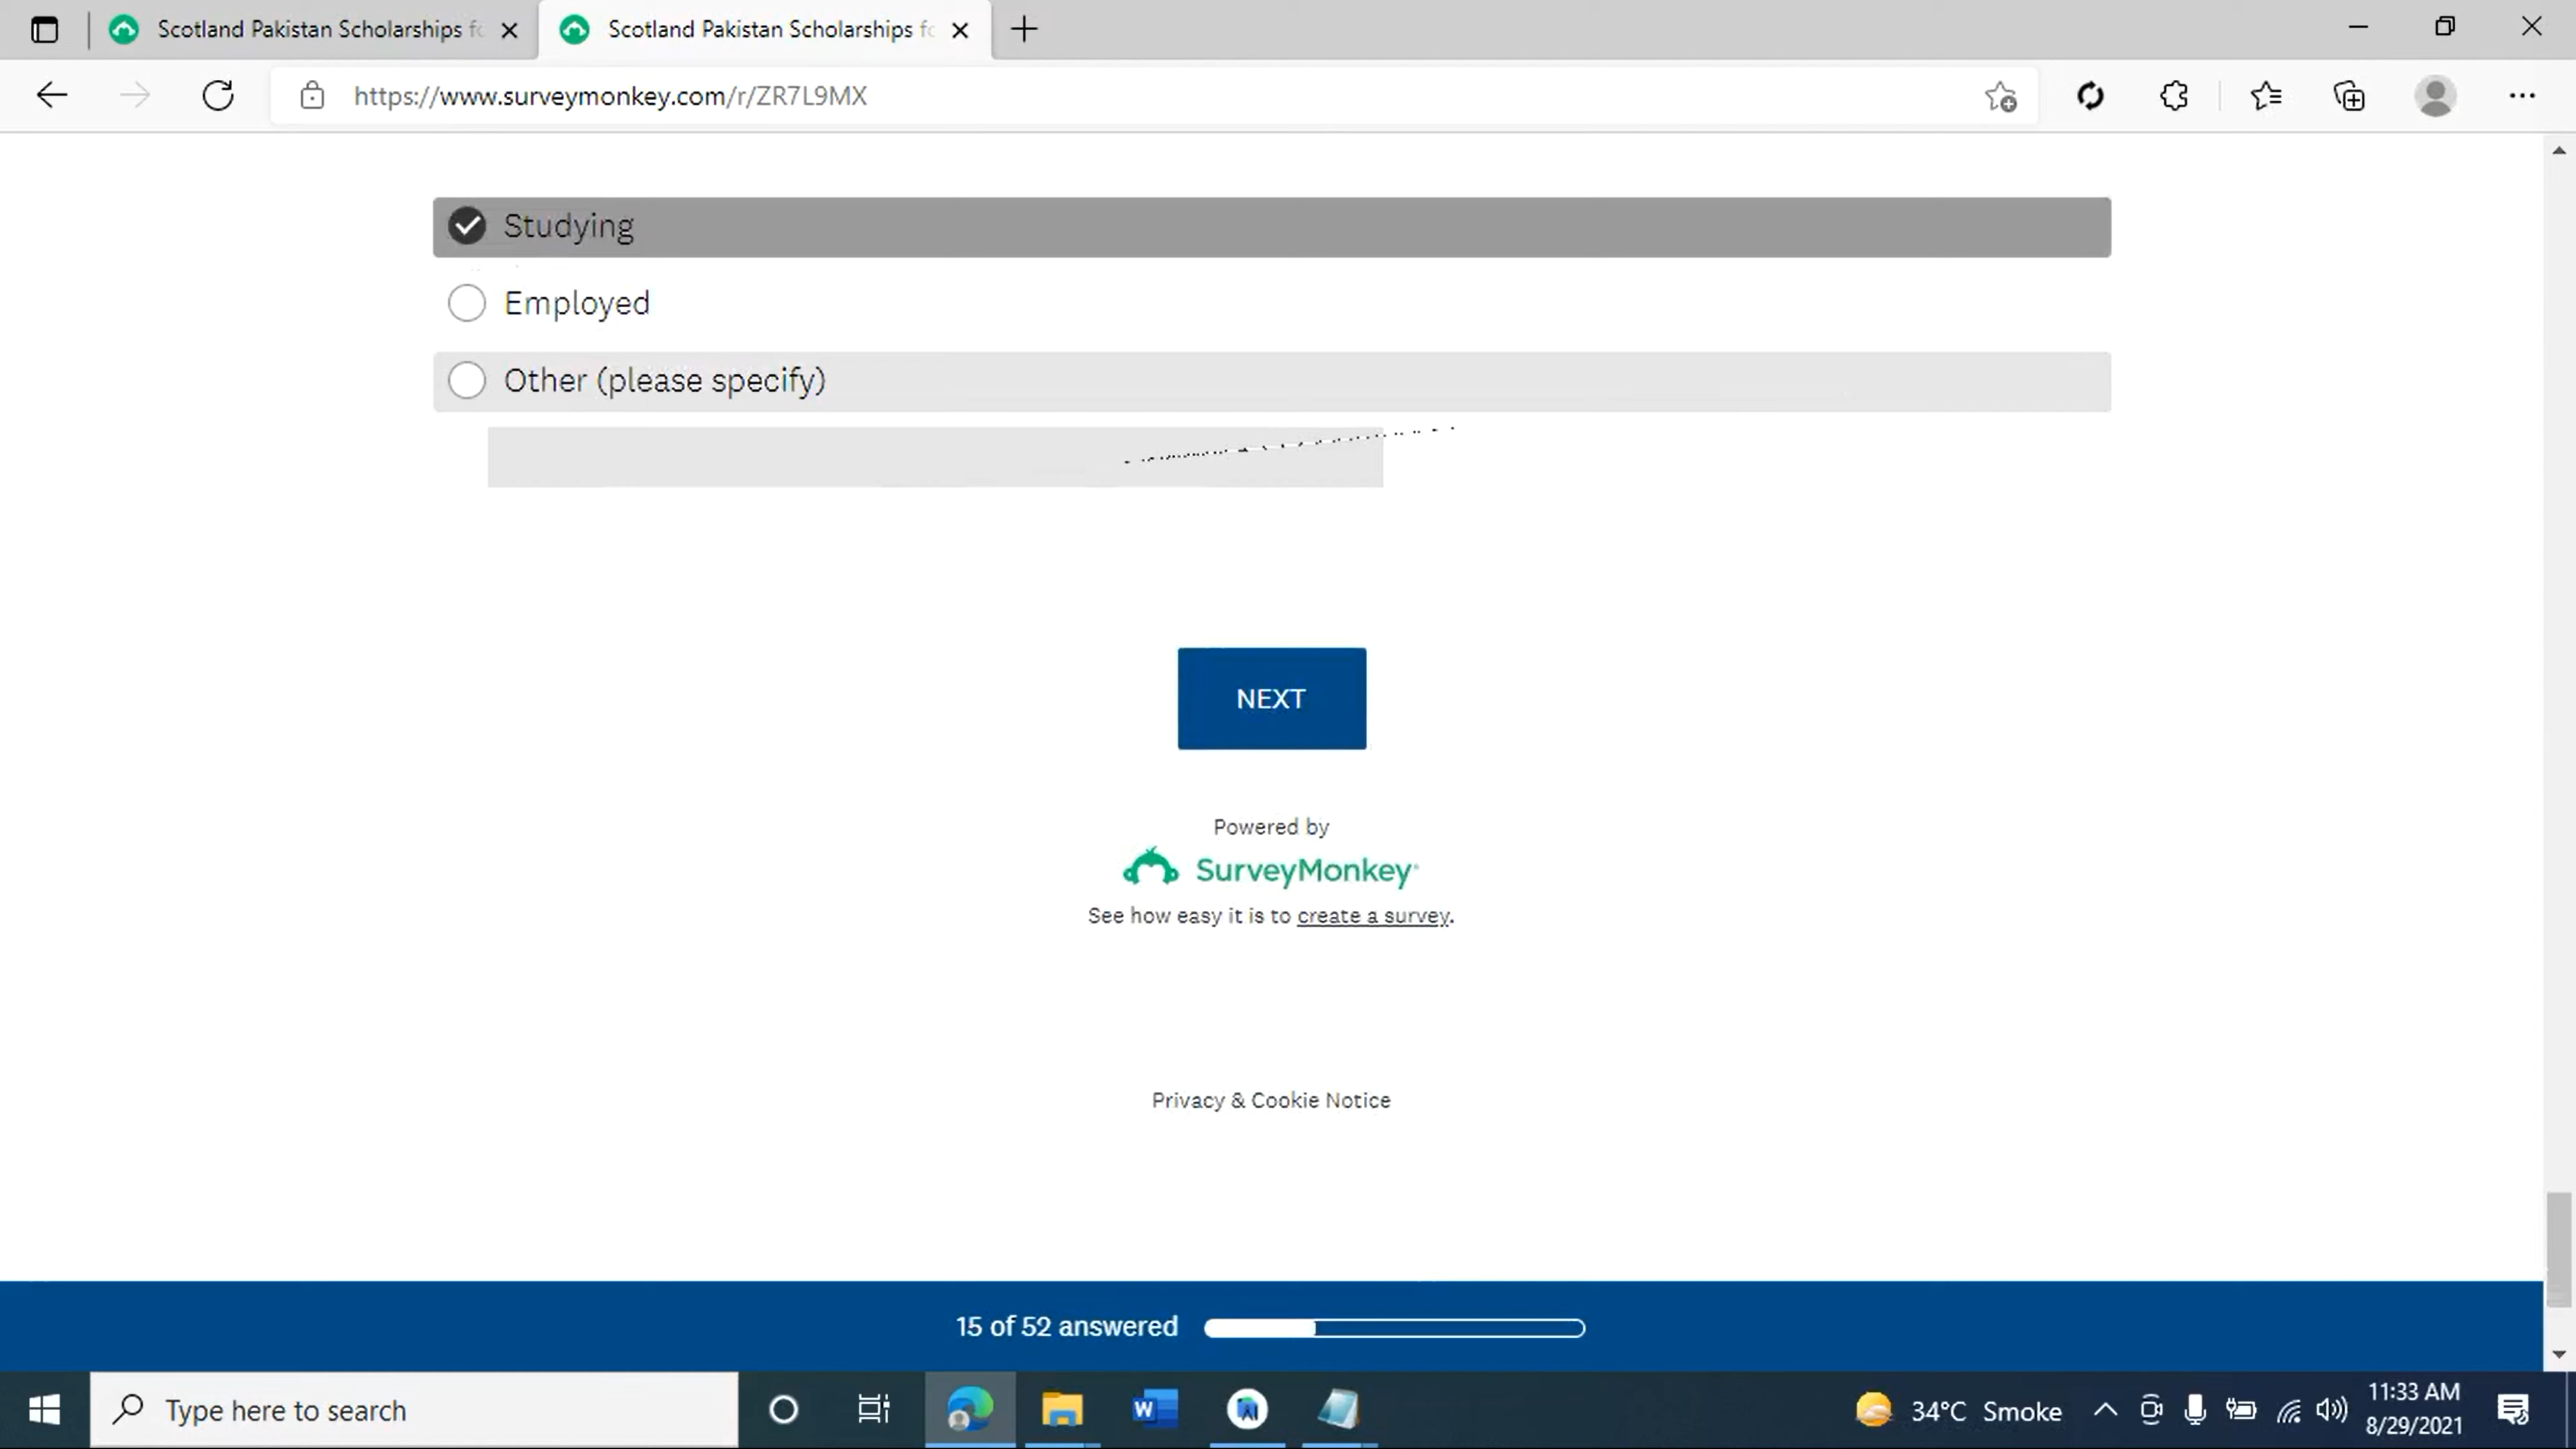 Scotland Pakistan Scholarships fo
Scotland Pakistan Scholarships fo
https://www.surveymonkey.com/r/ZR7L9MX
Studying
Employed
Other (please specify)
NEXT
Powered by
SurveyMonkey
See how easy it is to create a survey.
Privacy & Cookie Notice
15 of 52 answered
Type here to search
34°C Smoke
11:33 AM
8/29/2021